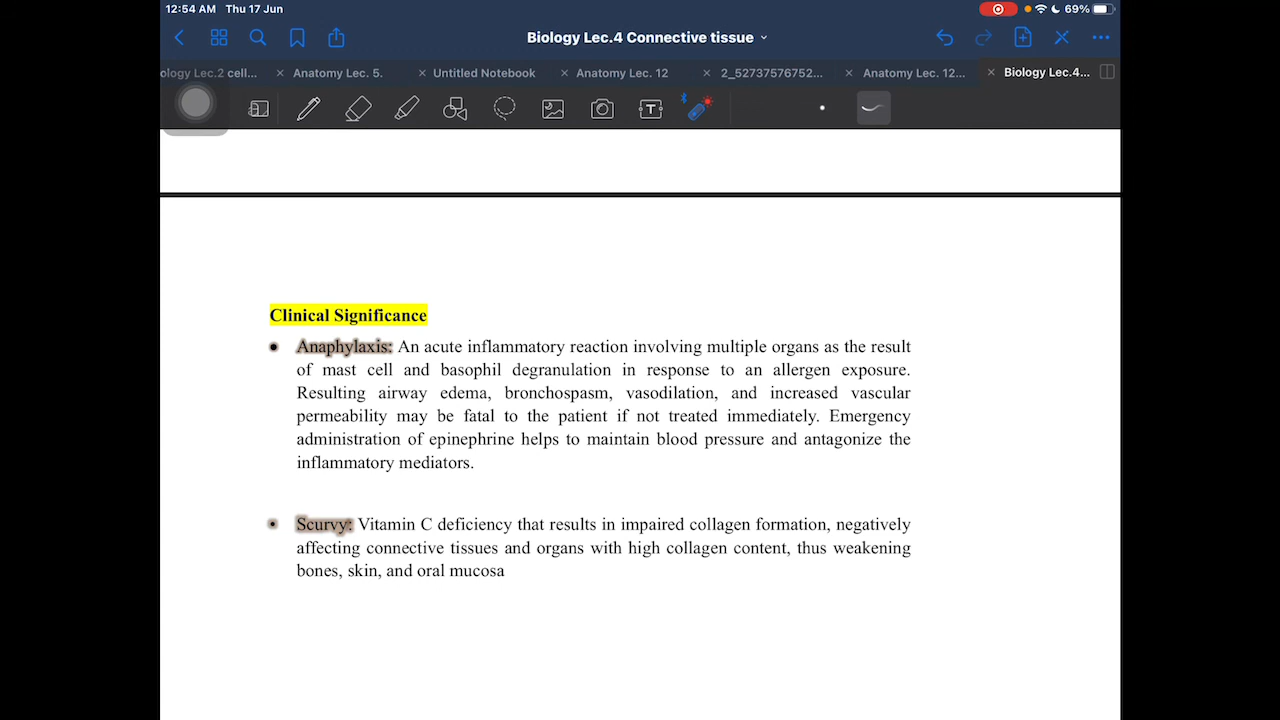 12:54 AM Thu 17 Jun 69%
Biology Lec.4 Connective tissue
ology Lec.2 cell... Anatomy Lec. 5. Untitled Notebook Anatomy Lec. 12 2_52737576752... Anatomy Lec. 12... Biology Lec.4...
T
Clinical Significance
• Anaphylaxis: An acute inflammatory reaction involving multiple organs as the result
of mast cell and basophil degranulation in response to an allergen exposure.
Resulting airway edema, bronchospasm, vasodilation, and increased vascular
permeability may be fatal to the patient if not treated immediately. Emergency
administration of epinephrine helps to maintain blood pressure and antagonize the
inflammatory mediators.
• Scurvy: Vitamin C deficiency that results in impaired collagen formation, negatively
affecting connective tissues and organs with high collagen content, thus weakening
bones, skin, and oral mucosa